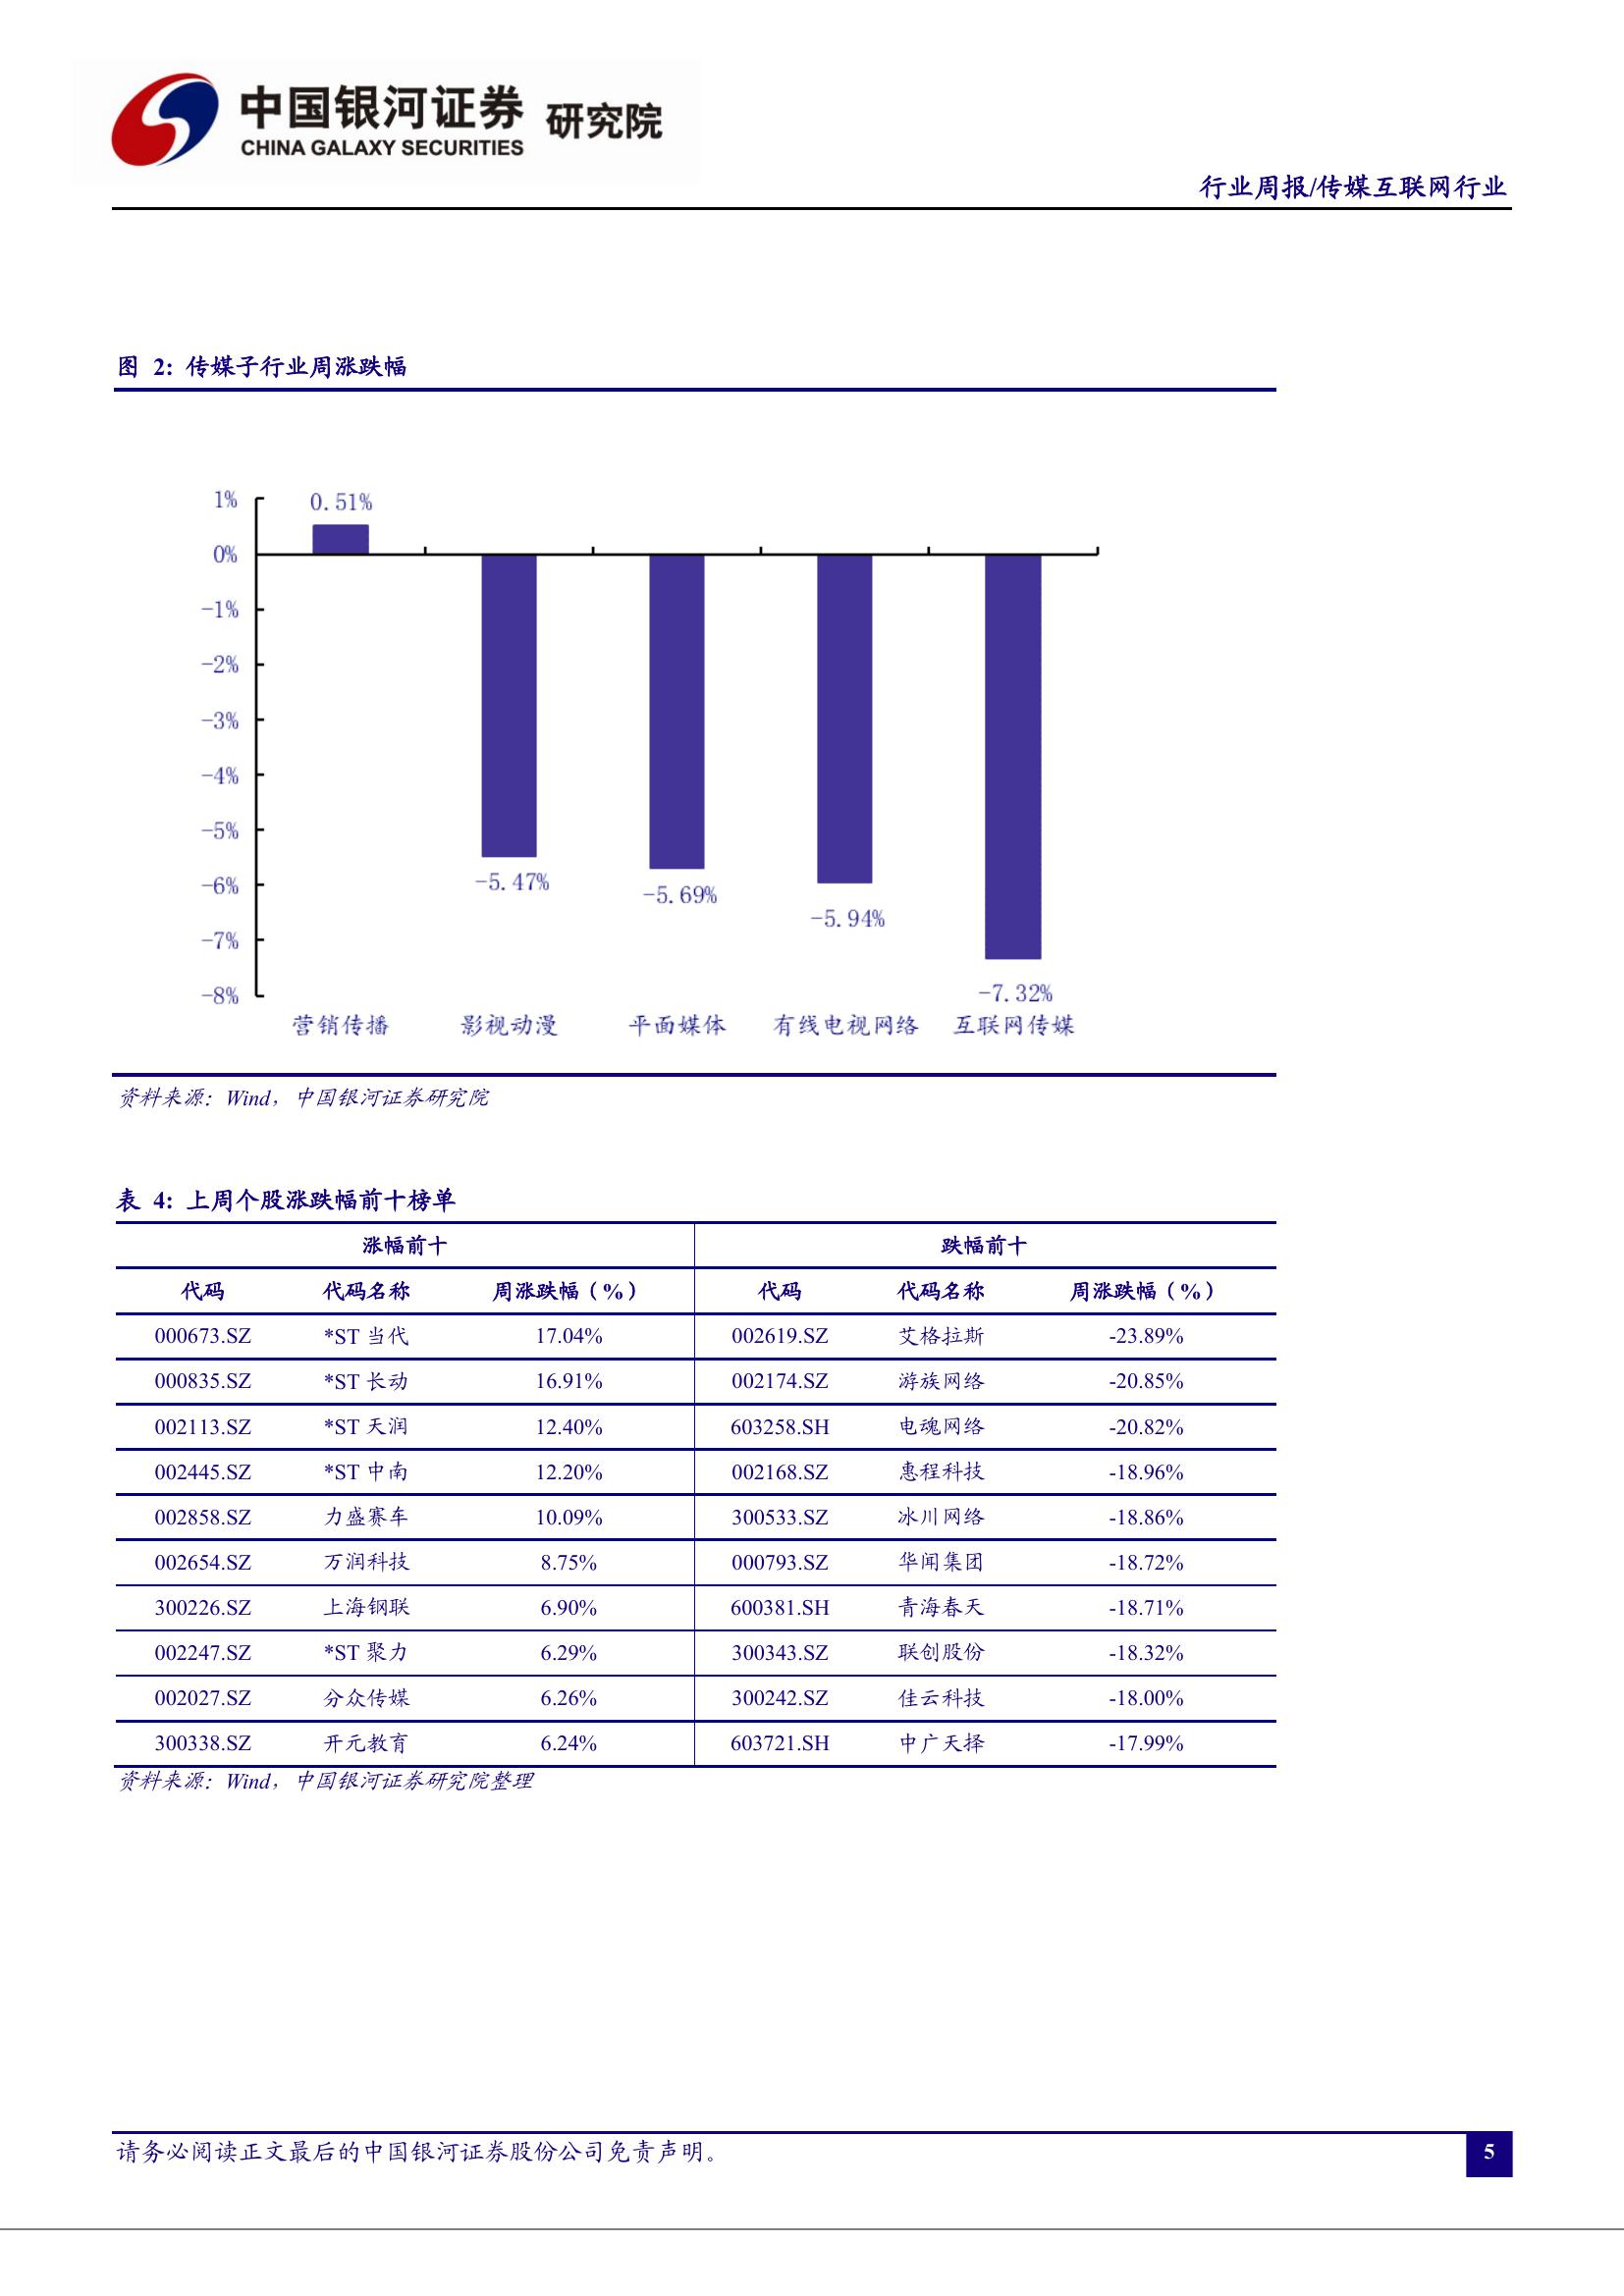 中国银河证券 研究院
CHINA GALAXY SECURITIES
行业周报/传媒互联网行业
图 2: 传媒子行业周涨跌幅
1%
0%
-1%
-2%
-3%
-4%
-5%
-6%
-7%
-8%
0.51%
-5.47%
-5.69%
-5.94%
-7.32%
营销传播 影视动漫 平面媒体 有线电视网络 互联网传媒
资料来源：Wind，中国银河证券研究院
表 4: 上周个股涨跌幅前十榜单
涨幅前十 跌幅前十
代码 代码名称 周涨跌幅（%） 代码 代码名称 周涨跌幅（%）
000673.SZ *ST 当代 17.04% 002619.SZ 艾格拉斯 -23.89%
000835.SZ *ST 长动 16.91% 002174.SZ 游族网络 -20.85%
002113.SZ *ST 天润 12.40% 603258.SH 电魂网络 -20.82%
002445.SZ *ST 中南 12.20% 002168.SZ 惠程科技 -18.96%
002858.SZ 力盛赛车 10.09% 300533.SZ 冰川网络 -18.86%
002654.SZ 万润科技 8.75% 000793.SZ 华闻集团 -18.72%
300226.SZ 上海钢联 6.90% 600381.SH 青海春天 -18.71%
002247.SZ *ST 聚力 6.29% 300343.SZ 联创股份 -18.32%
002027.SZ 分众传媒 6.26% 300242.SZ 佳云科技 -18.00%
300338.SZ 开元教育 6.24% 603721.SH 中广天择 -17.99%
资料来源：Wind，中国银河证券研究院整理
请务必阅读正文最后的中国银河证券股份公司免责声明。
5